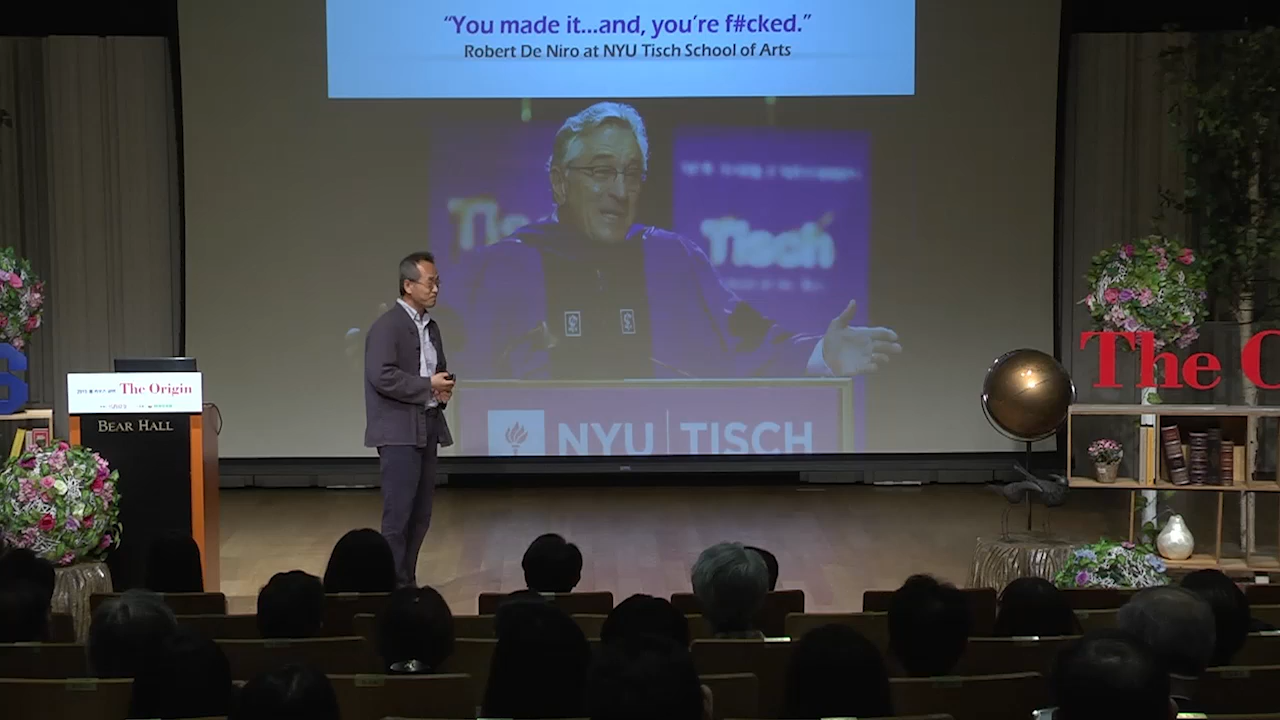 “You made it...and, you’re f#cked.”
Robert De Niro at NYU Tisch School of Arts
Tisch
NYU TISCH
The Origin
BEAR HALL
The O